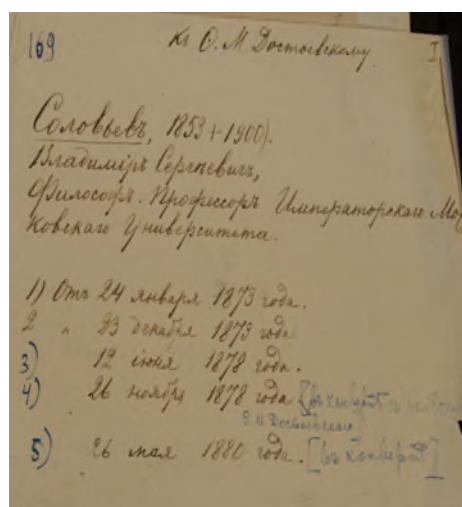 169 Къ Ѳ. М Достоевскому. I
Соловьевъ, 1853 + 1900).
Владиміръ Сергѣевичъ,
Философъ. Профессоръ Императорскаго Мос
ковскаго Университета.
1) Отъ 24 января 1873 года.
2 „ 23 декабря 1873 года
3) 12 іюня 1878 года.
4) 26 ноября 1878 года [въ конвертѣ
5) 26 мая 1880 года. [въ конвертѣ]